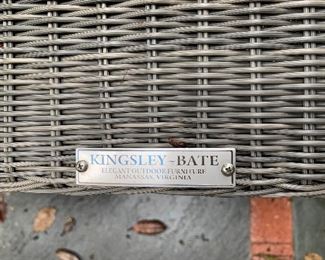 KINGSLEY~BATE
ELEGANT OUTDOOR FURNITURE
MANASSAS, VIRGINIA